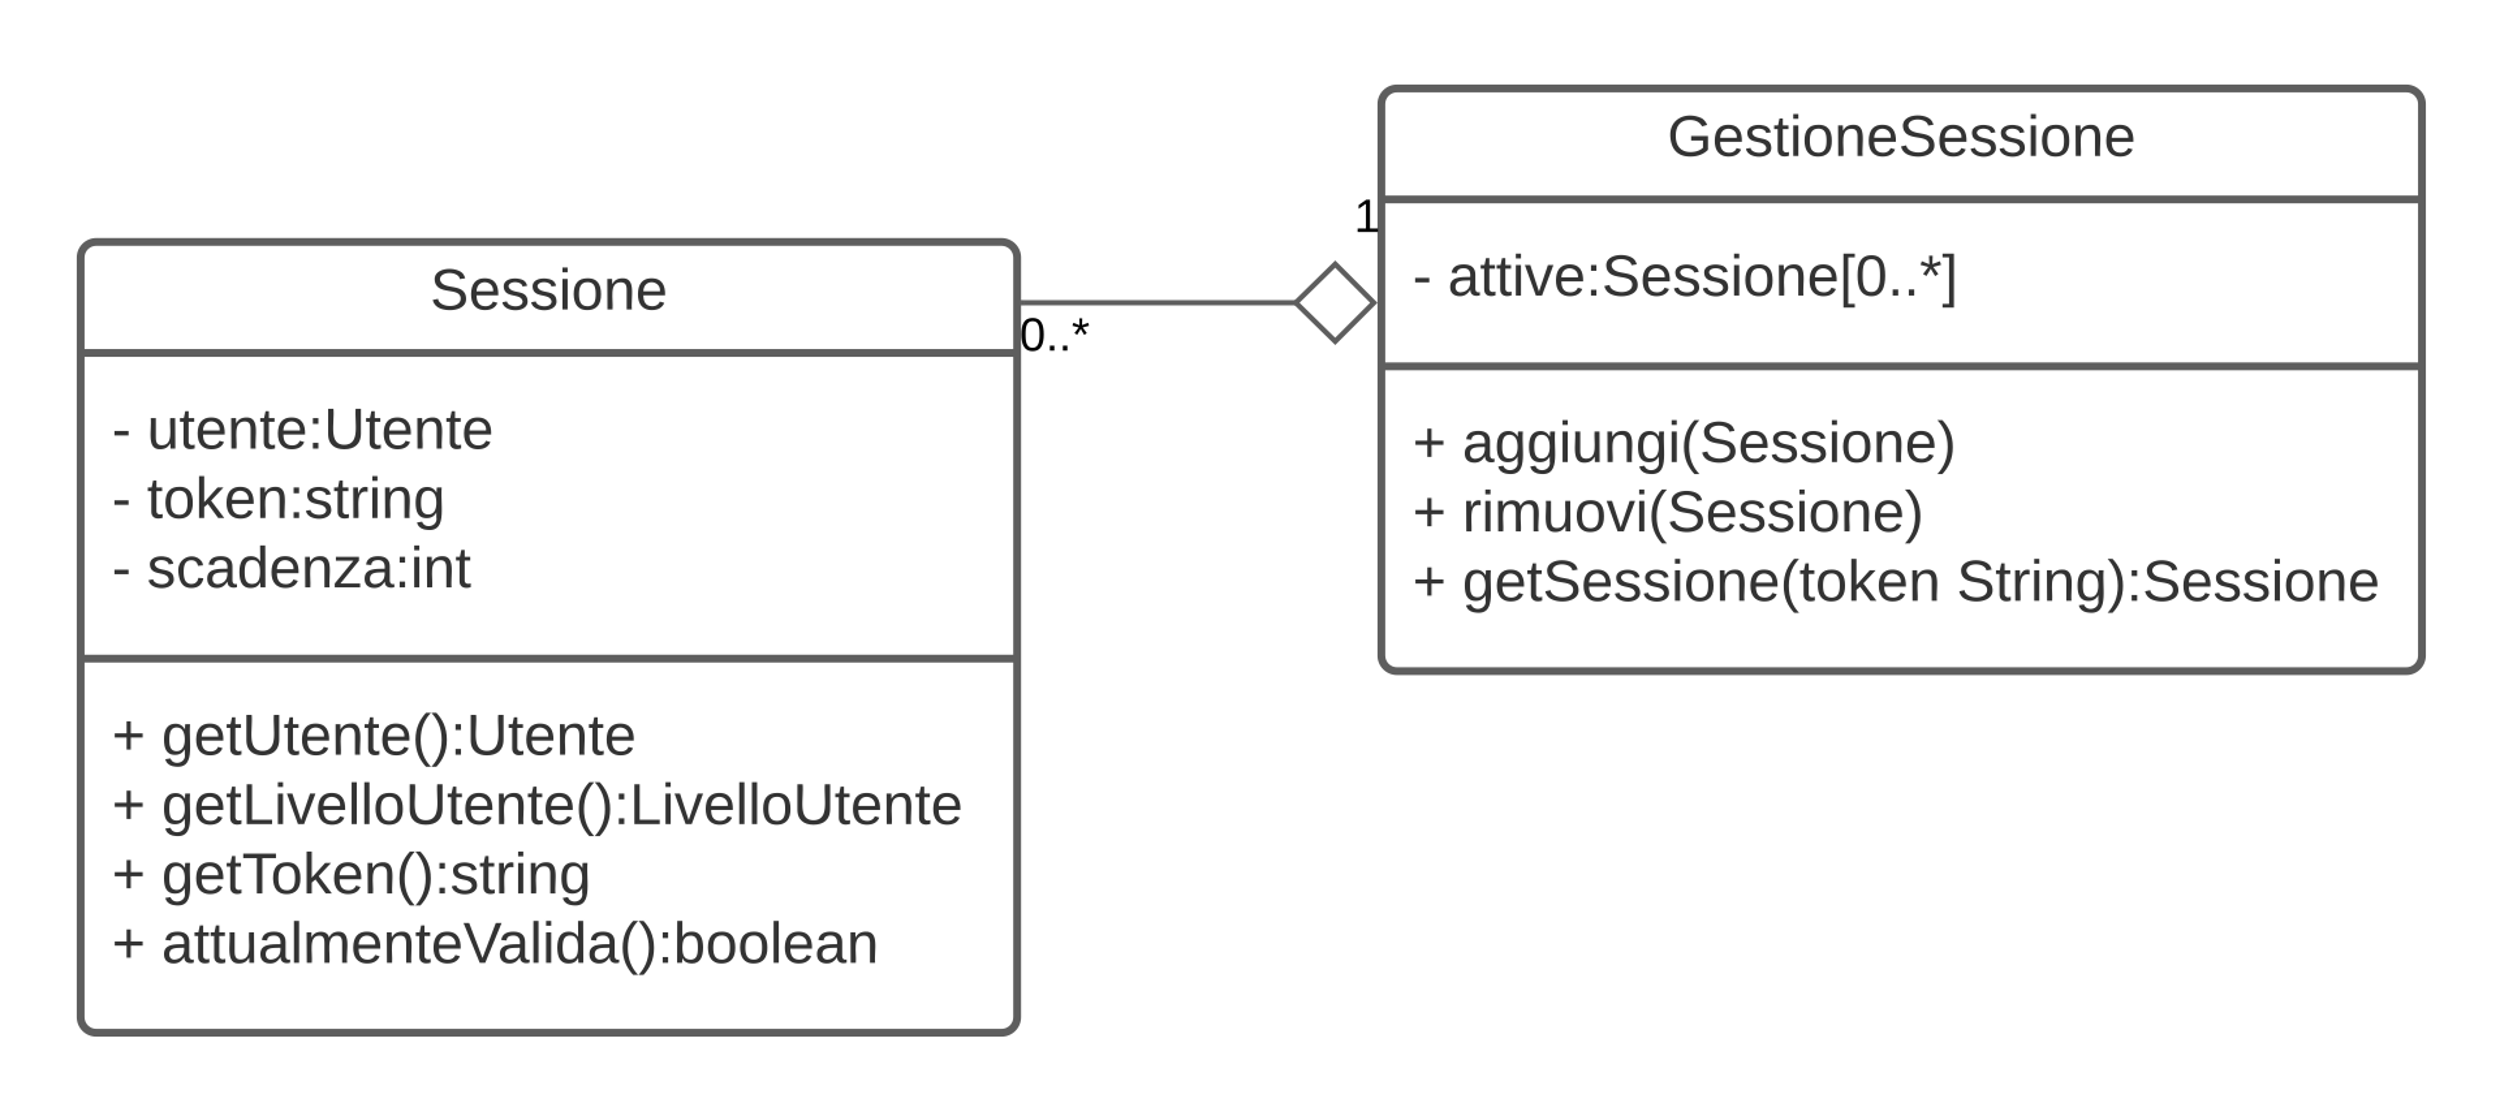 Sessione
- utente:Utente
- token:string
- scadenza:int
+ getUtente():Utente
+ getLivelloUtente():LivelloUtente
+ getToken():string
+ attualmenteValida():boolean
0..*
1
GestioneSessione
- attive:Sessione[0..*]
+ aggiungi(Sessione)
+ rimuovi(Sessione)
+ getSessione(token String):Sessione